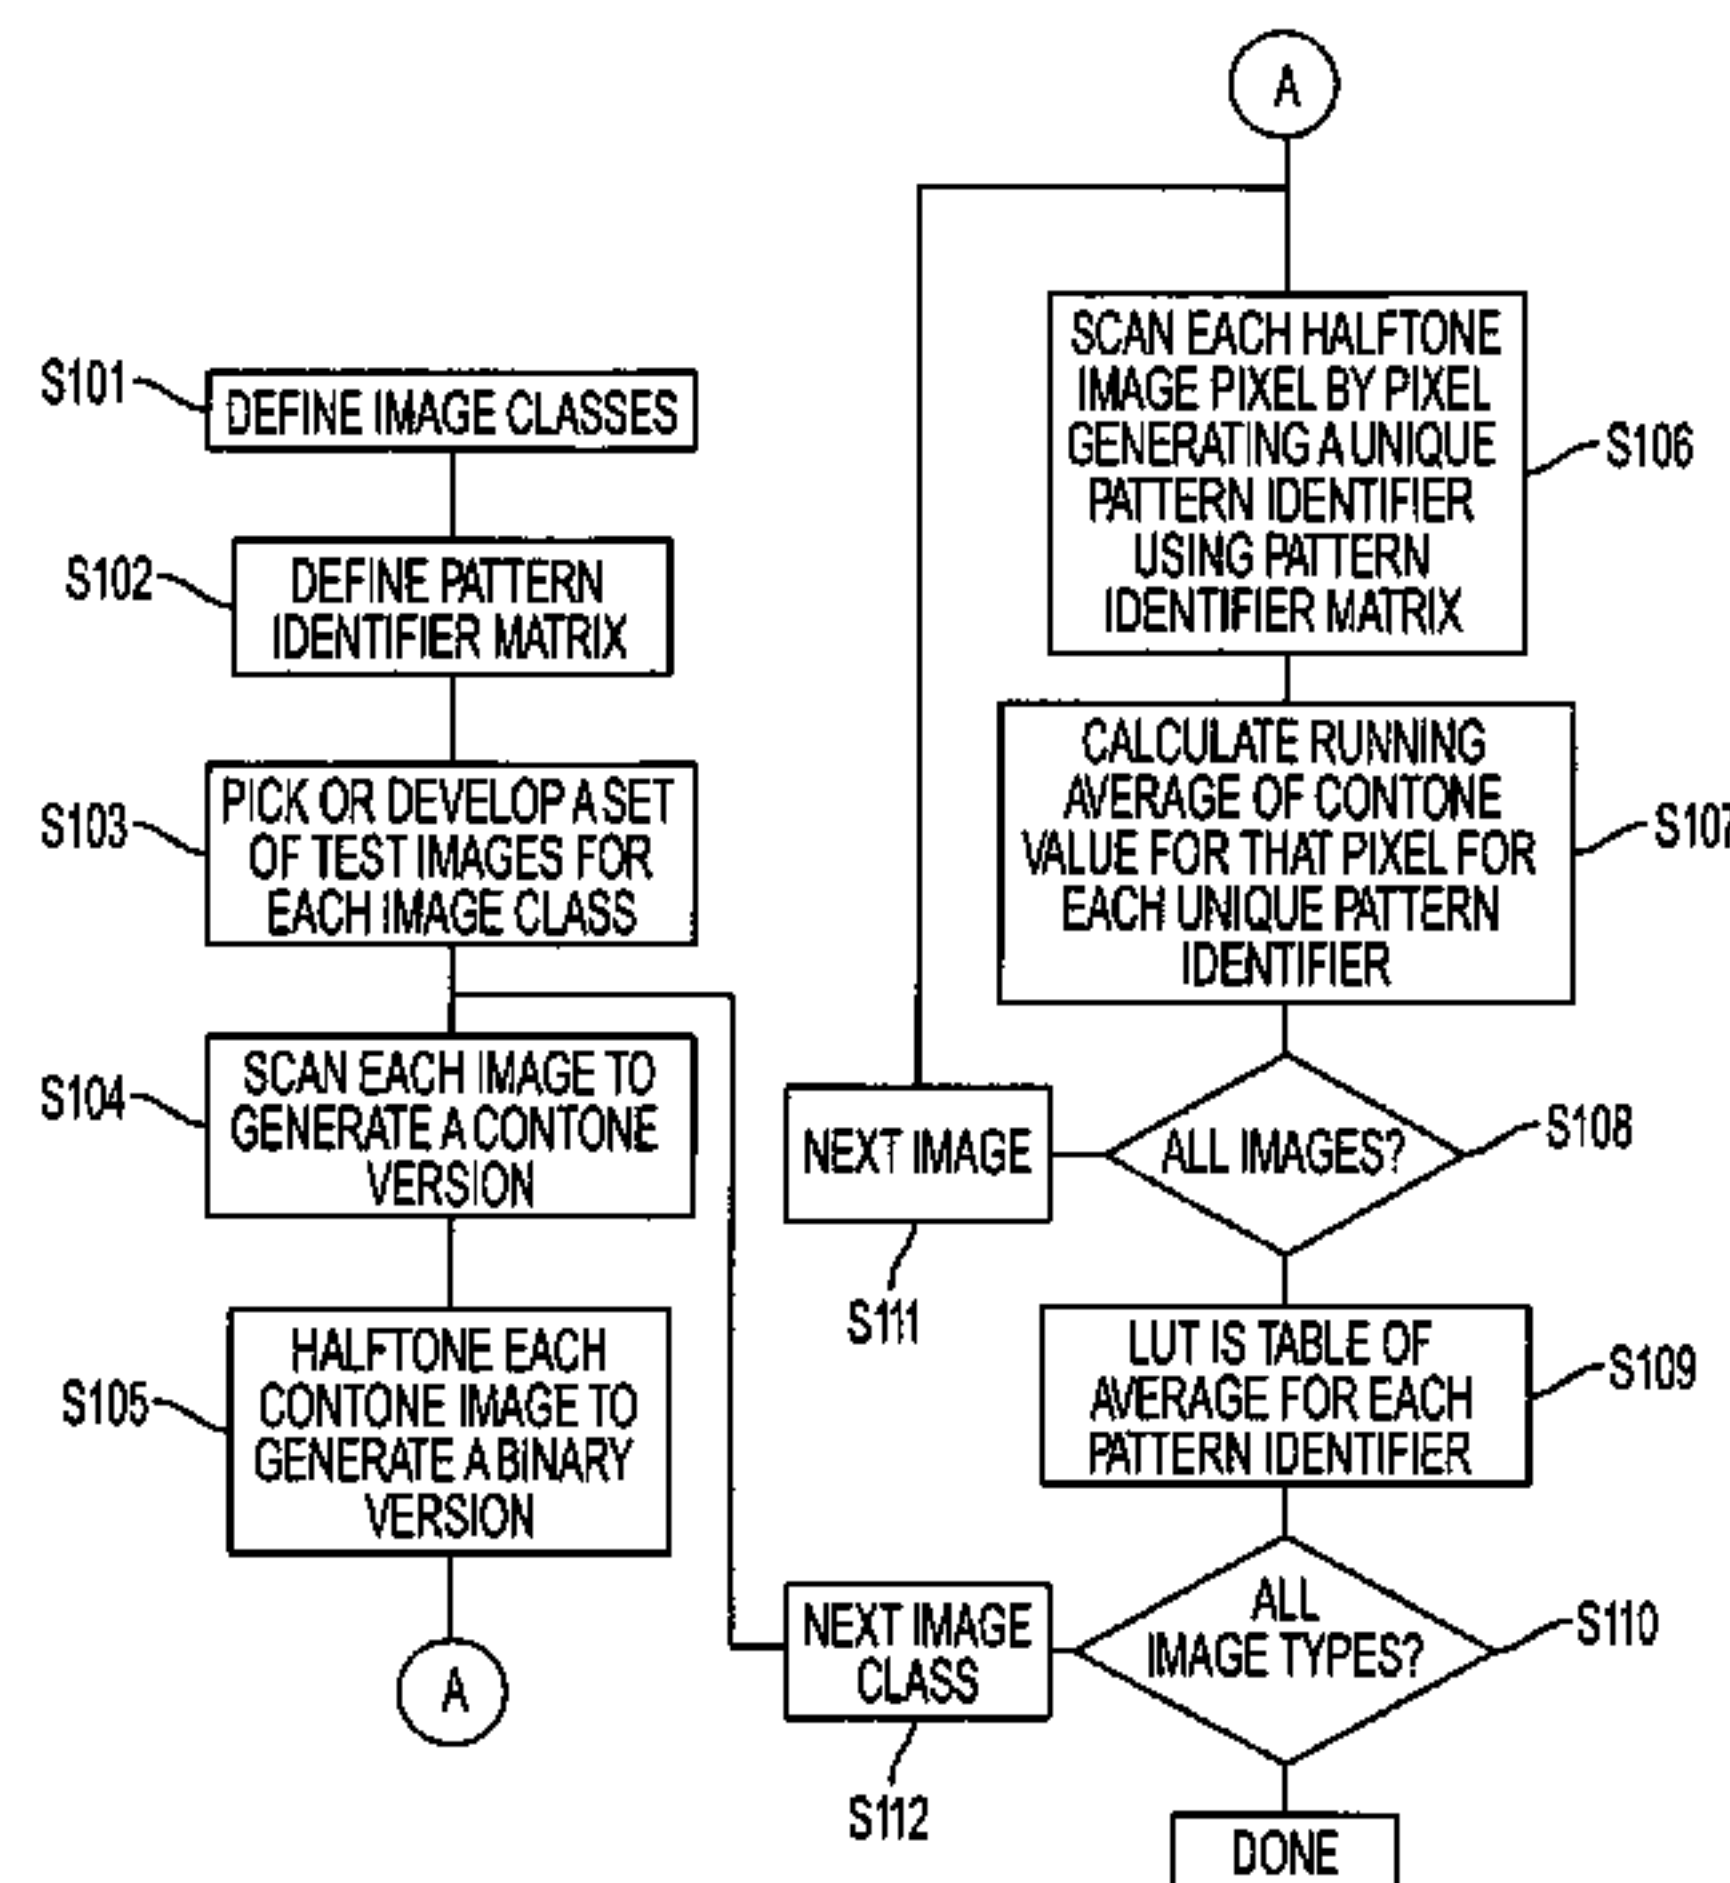 S101
DEFINE IMAGE CLASSES
S102
DEFINE PATTERN
IDENTIFIER MATRIX
S103
PICK OR DEVELOP A SET
OF TEST IMAGES FOR
EACH IMAGE CLASS
S104
SCAN EACH IMAGE TO
GENERATE A CONTONE
VERSION
S105
HALFTONE EACH
CONTONE IMAGE TO
GENERATE A BINARY
VERSION
A
A
SCAN EACH HALFTONE
IMAGE PIXEL BY PIXEL
GENERATING A UNIQUE
PATTERN IDENTIFIER
USING PATTERN
IDENTIFIER MATRIX
S106
CALCULATE RUNNING
AVERAGE OF CONTONE
VALUE FOR THAT PIXEL FOR
EACH UNIQUE PATTERN
IDENTIFIER
S107
ALL IMAGES?
S108
NEXT IMAGE
S111
LUT IS TABLE OF
AVERAGE FOR EACH
PATTERN IDENTIFIER
S109
ALL
IMAGE TYPES?
S110
NEXT IMAGE
CLASS
S112
DONE